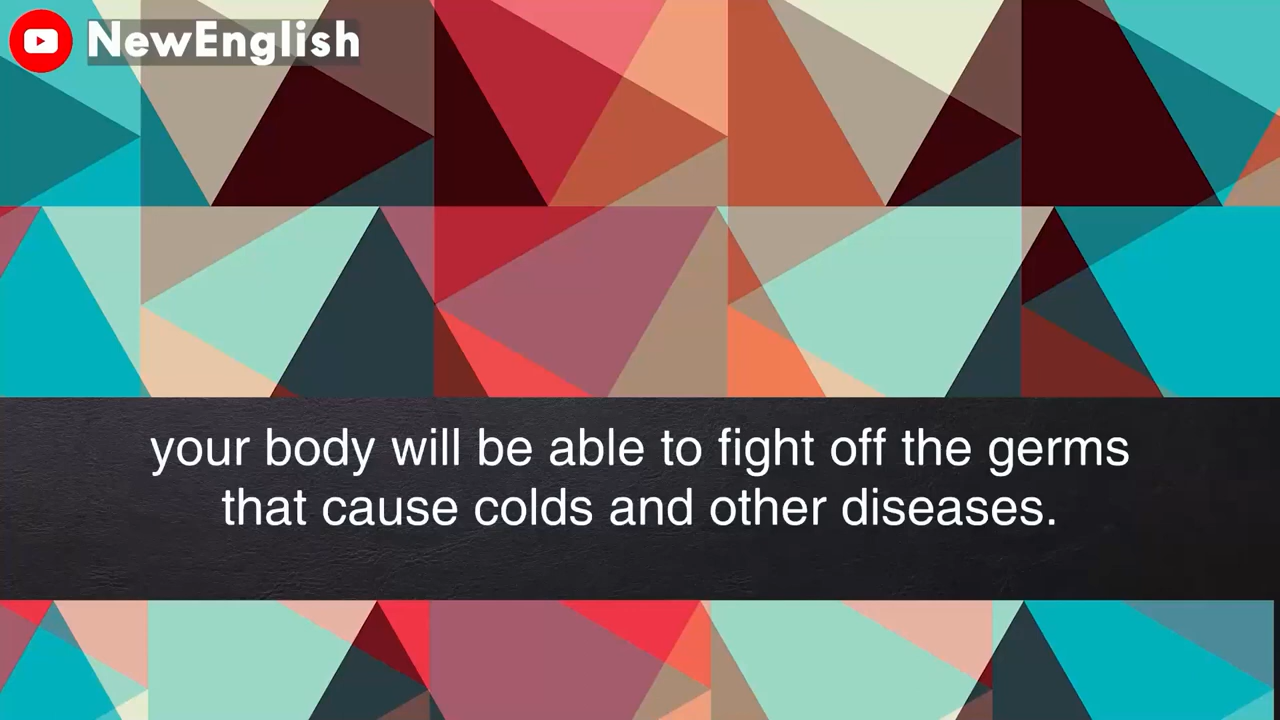 NewEnglish
your body will be able to fight off the germs
that cause colds and other diseases.